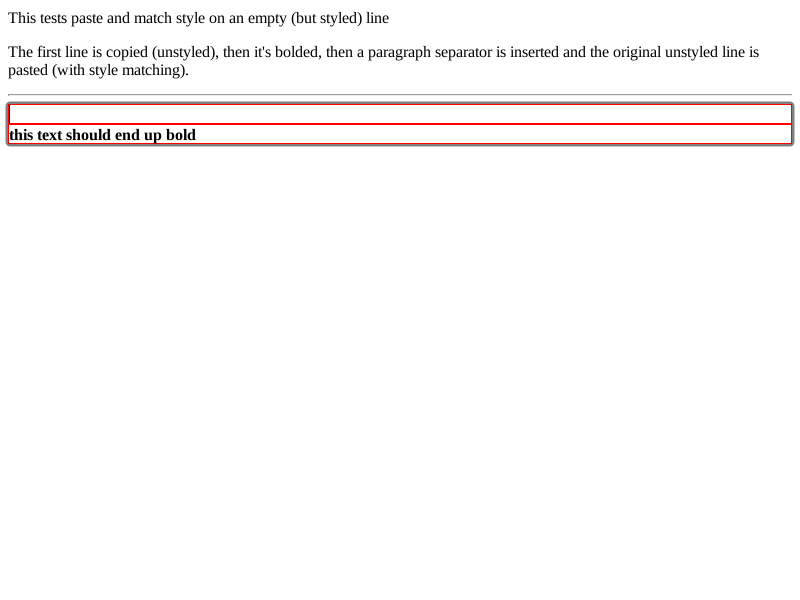 This tests paste and match style on an empty (but styled) line
The first line is copied (unstyled), then it's bolded, then a paragraph separator is inserted and the original unstyled line is
pasted (with style matching).
this text should end up bold